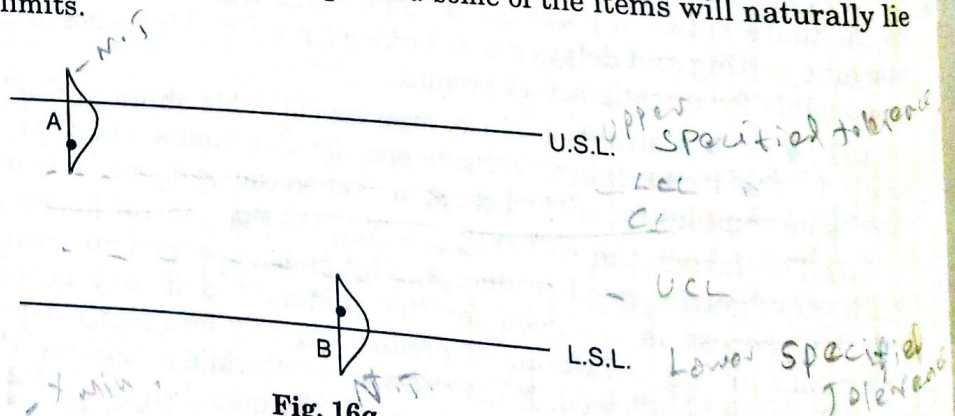 limits. some of the items will naturally lie
N.T
A
U.S.L. Upper Specified tolerance
LCL
CL
UCL
B
L.S.L. Lower Specified
Tolerance
X min
N.T.
Fig. 16a